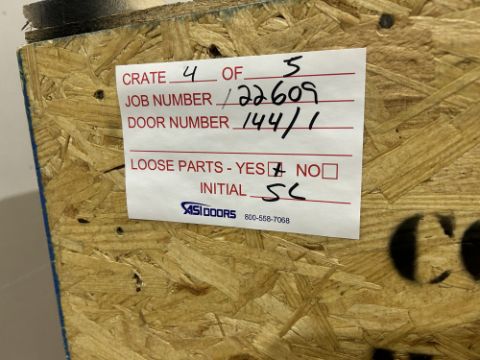 CRATE 4 OF 5
JOB NUMBER 122609
DOOR NUMBER 144/1
LOOSE PARTS - YES☒ NO☐
INITIAL SL
ASI DOORS 800-558-7068